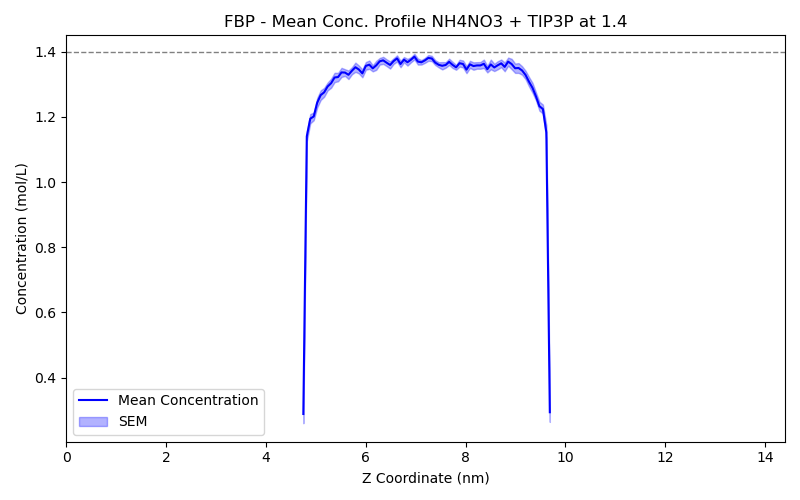 FBP - Mean Conc. Profile NH4NO3 + TIP3P at 1.4
Concentration (mol/L)
1.4
1.2
1.0
0.8
0.6
0.4
Mean Concentration
SEM
0 2 4 6 8 10 12 14
Z Coordinate (nm)